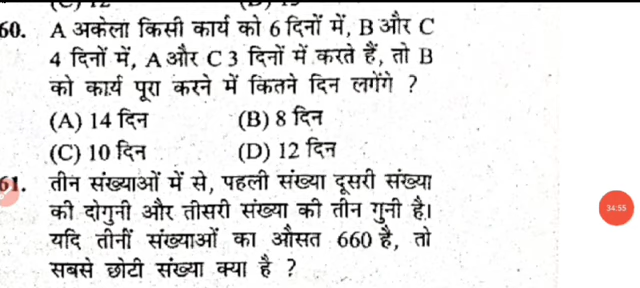 60. A अकेला किसी कार्य को 6 दिनों में, B और C
4 दिनों में, A और C 3 दिनों में करते हैं, तो B
को कार्य पूरा करने में कितने दिन लगेंगे ?
(A) 14 दिन (B) 8 दिन
(C) 10 दिन (D) 12 दिन
61. तीन संख्याओं में से, पहली संख्या दूसरी संख्या
की दोगुनी और तीसरी संख्या की तीन गुनी है।
यदि तीनीं संख्याओं का औसत 660 है, तो
सबसे छोटी संख्या क्या है ?
34:55